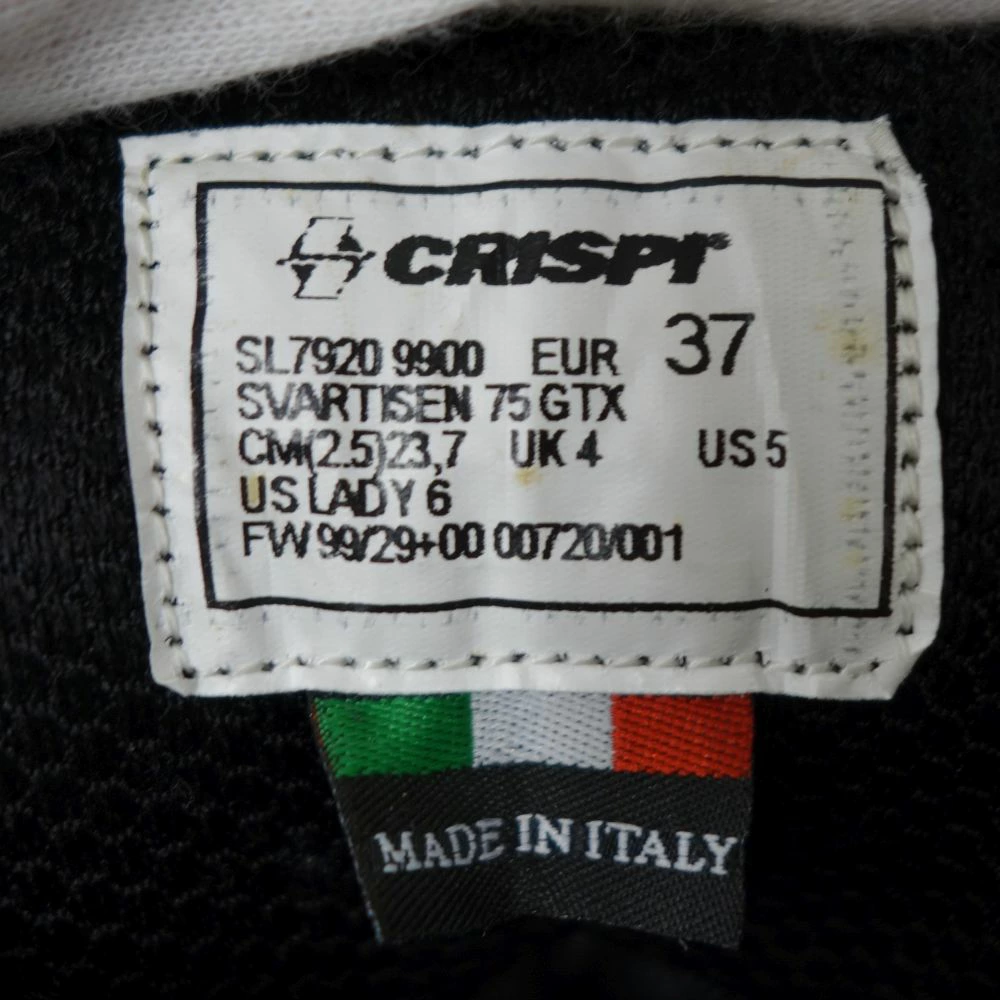 CRISPI
SL7920 9900 EUR 37
SVARTISEN 75 GTX
CM(2.5)23,7 UK 4 US 5
US LADY 6
FW 99/29+00 00720/001
MADE IN ITALY